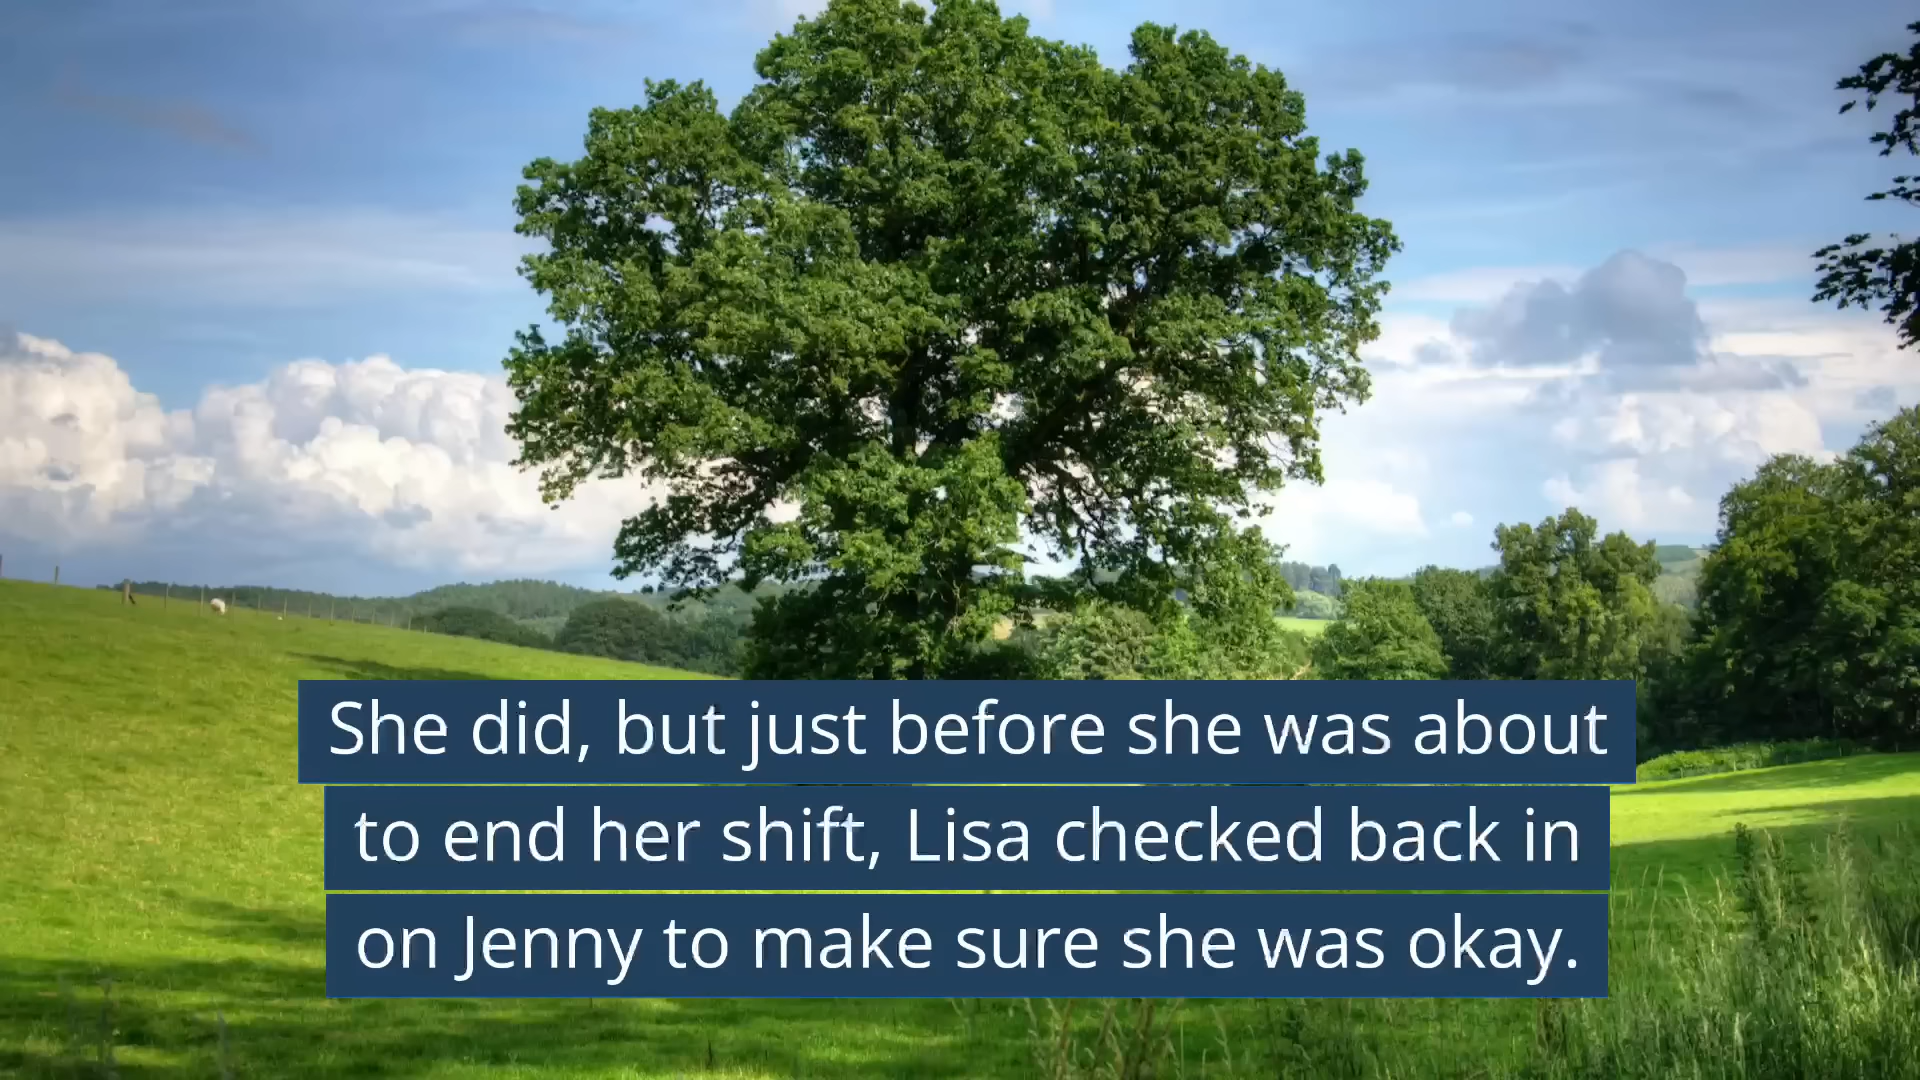 She did, but just before she was about
to end her shift, Lisa checked back in
on Jenny to make sure she was okay.